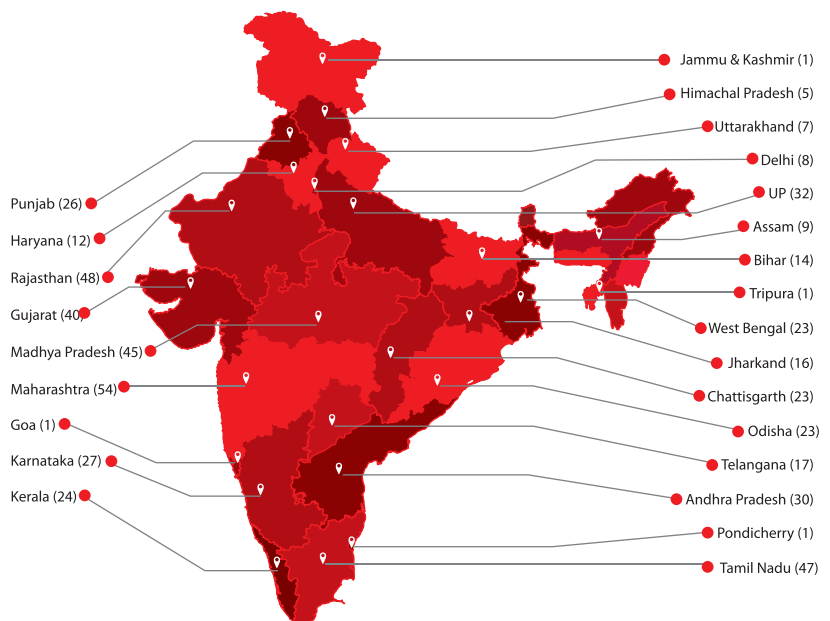 Jammu & Kashmir (1)
Himachal Pradesh (5)
Uttarakhand (7)
Delhi (8)
UP (32)
Assam (9)
Bihar (14)
Tripura (1)
West Bengal (23)
Jharkand (16)
Chattisgarth (23)
Odisha (23)
Telangana (17)
Andhra Pradesh (30)
Pondicherry (1)
Tamil Nadu (47)
Punjab (26)
Haryana (12)
Rajasthan (48)
Gujarat (40)
Madhya Pradesh (45)
Maharashtra (54)
Goa (1)
Karnataka (27)
Kerala (24)